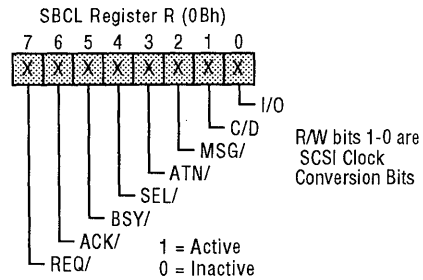 SBCL Register R (0Bh)
7 6 5 4 3 2 1 0
X X X X X X X X
I/O
C/D
MSG/
ATN/
SEL/
BSY/
ACK/
REQ/
R/W bits 1-0 are
SCSI Clock
Conversion Bits
1 = Active
0 = Inactive